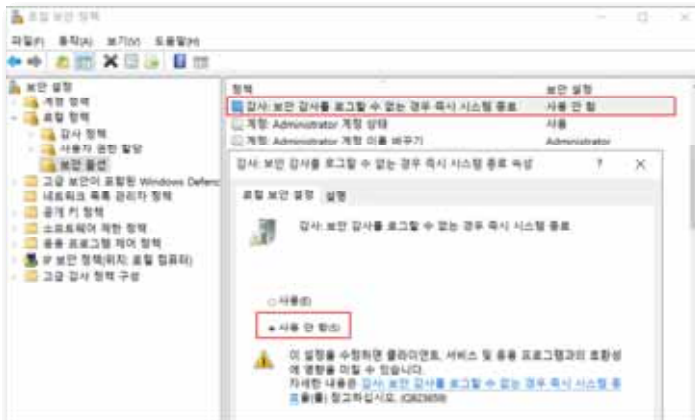 로컬 보안 정책
파일(F) 동작(A) 보기(V) 도움말(H)
보안 설정
계정 정책
로컬 정책
감사 정책
사용자 권한 할당
보안 옵션
고급 보안이 포함된 Windows Defenc
네트워크 목록 관리자 정책
공개 키 정책
소프트웨어 제한 정책
응용 프로그램 제어 정책
IP 보안 정책(위치: 로컬 컴퓨터)
고급 감사 정책 구성
정책 보안 설정
감사: 보안 감사를 로그할 수 없는 경우 즉시 시스템 종료 사용 안 함
계정: Administrator 계정 상태 사용
계정: Administrator 계정 이름 바꾸기 Administrator
감사: 보안 감사를 로그할 수 없는 경우 즉시 시스템 종료 속성 ? ×
로컬 보안 설정 설명
감사: 보안 감사를 로그할 수 없는 경우 즉시 시스템 종료
사용(E)
사용 안 함(S)
이 설정을 수정하면 클라이언트, 서비스 및 응용 프로그램과의 호환성
에 영향을 미칠 수 있습니다.
자세한 내용은 감사: 보안 감사를 로그할 수 없는 경우 즉시 시스템 종
료을(를) 참고하십시오. (Q823659)